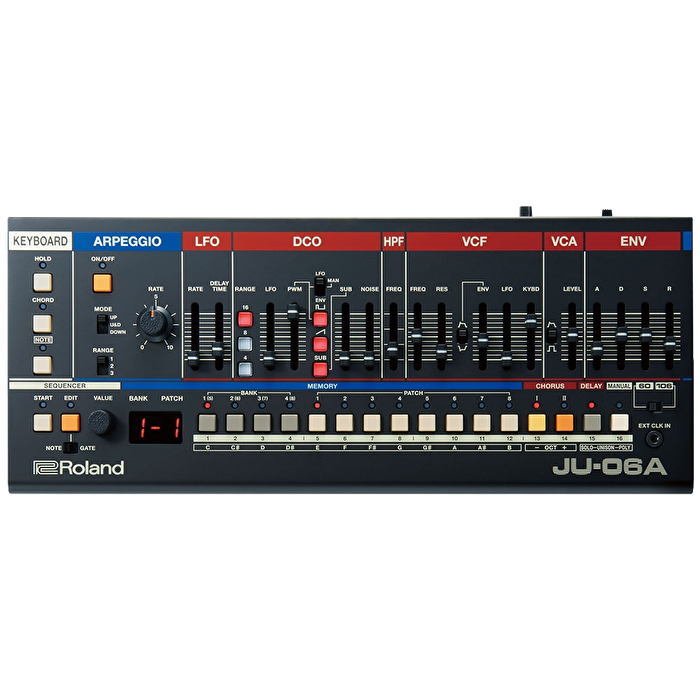 KEYBOARD ARPEGGIO LFO DCO HPF VCF VCA ENV
HOLD
CHORD
NOTE
ON/OFF
MODE
UP
U&D
DOWN
RANGE
1
2
3
RATE
5
0 10
RATE DELAY TIME
RANGE LFO PWM
LFO
MAN
ENV
SUB NOISE
16
8
4
SUB
FREQ
FREQ RES ENV LFO KYBD
LEVEL
A D S R
SEQUENCER MEMORY CHORUS DELAY MANUAL 60 106
START EDIT VALUE BANK PATCH
NOTE GATE
1-1
BANK PATCH
1(5) 2(6) 3(7) 4(8) 1 2 3 4 5 6 7 8 I II
1 2 3 4 5 6 7 8 9 10 11 12 13 14 15 16
C C# D D# E F F# G G# A A# B - OCT + SOLO-UNISON-POLY
EXT CLK IN
Roland
JU-06A